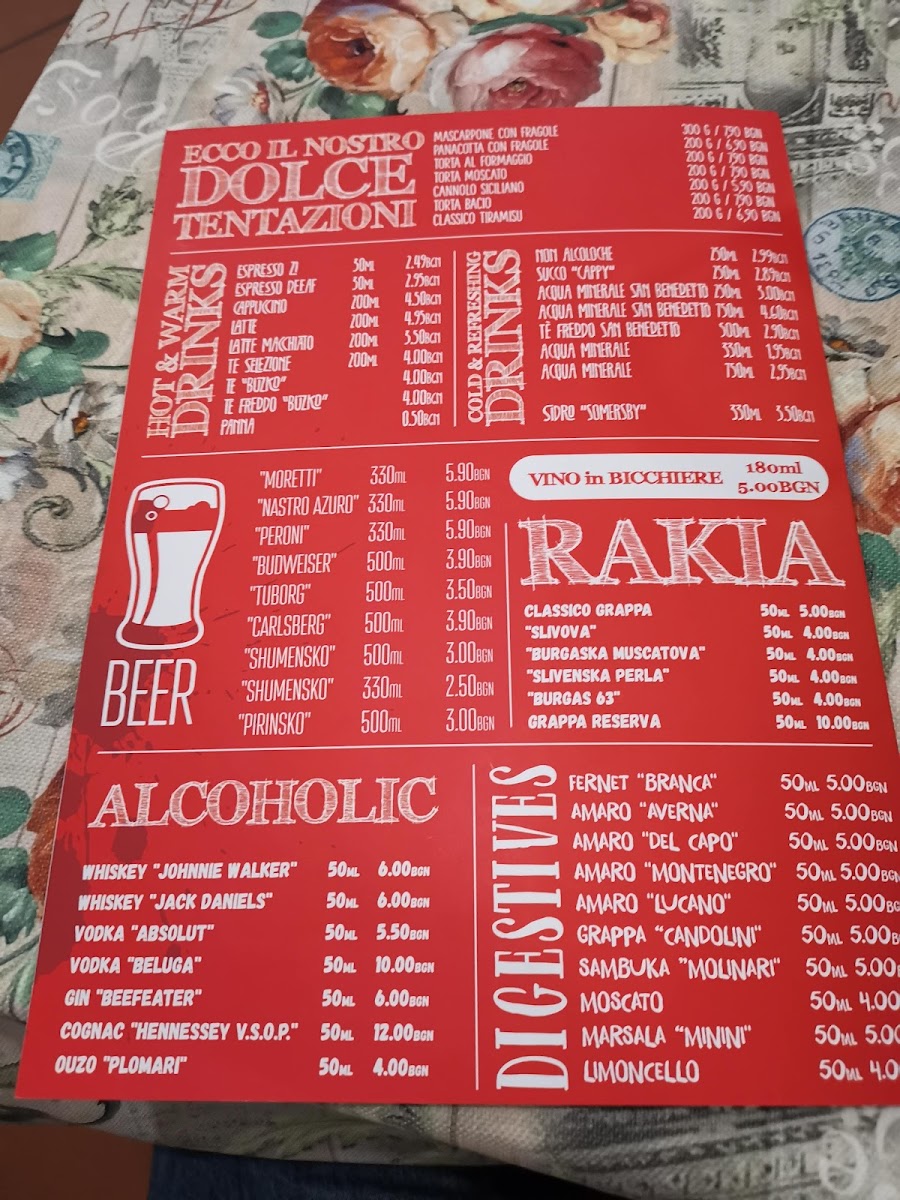 ECCO IL NOSTRO
DOLCE
TENTAZIONI
MASCARPONE CON FRAGOLE 300 G / 7,90 BGN
PANACOTTA CON FRAGOLE 200 G / 6,90 BGN
TORTA AL FORMAGGIO 200 G / 7,90 BGN
TORTA MOSCATO 200 G / 7,90 BGN
CANNOLO SICILIANO 200 G / 5,90 BGN
TORTA BACIO 200 G / 7,90 BGN
CLASSICO TIRAMISU 200 G / 6,90 BGN
HOT & WARM
DRINKS
ESPRESSO ZI 50ML 2.49BGN
ESPRESSO DEEAF 50ML 2.95BGN
CAPPUCINO 200ML 4.50BGN
LATTE 200ML 4.95BGN
LATTE MACCHIATO 200ML 5.50BGN
TE SELEZIONE 200ML 4.00BGN
TE "BUZKO" 4.00BGN
TE FREDDO "BUZKO" 4.00BGN
PANNA 0.50BGN
COLD & REFRESHING
DRINKS
NON ALCOLOCHE 250ML 2.99BGN
SUCCO "CAPPY" 250ML 2.89BGN
ACQUA MINERALE SAN BENEDETTO 250ML 3.00BGN
ACQUA MINERALE SAN BENEDETTO 750ML 4.60BGN
TÈ FREDDO SAN BENEDETTO 500ML 2.90BGN
ACQUA MINERALE 330ML 1.95BGN
ACQUA MINERALE 750ML 2,95BGN
SIDRO "SOMERSBY" 330ML 3.50BGN
BEER
"MORETTI" 330ML 5.90BGN
"NASTRO AZURO" 330ML 5.90BGN
"PERONI" 330ML 5.90BGN
"BUDWEISER" 500ML 3.90BGN
"TUBORG" 500ML 3.50BGN
"CARLSBERG" 500ML 3.90BGN
"SHUMENSKO" 500ML 3.00BGN
"SHUMENSKO" 330ML 2.50BGN
"PIRINSKO" 500ML 3.00BGN
VINO in BICCHIERE 180ml
5.00BGN
RAKIA
CLASSICO GRAPPA 50ML 5.00BGN
"SLIVOVA" 50ML 4.00BGN
"BURGASKA MUSCATOVA" 50ML 4.00BGN
"SLIVENSKA PERLA" 50ML 4.00BGN
"BURGAS 63" 50ML 4.00BGN
GRAPPA RESERVA 50ML 10.00BGN
ALCOHOLIC
WHISKEY "JOHNNIE WALKER" 50ML 6.00BGN
WHISKEY "JACK DANIELS" 50ML 6.00BGN
VODKA "ABSOLUT" 50ML 5.50BGN
VODKA "BELUGA" 50ML 10.00BGN
GIN "BEEFEATER" 50ML 6.00BGN
COGNAC "HENNESSEY V.S.O.P." 50ML 12.00BGN
OUZO "PLOMARI" 50ML 4.00BGN
DIGESTIVES
FERNET "BRANCA" 50ML 5.00BGN
AMARO "AVERNA" 50ML 5.00BGN
AMARO "DEL CAPO" 50ML 5.00BGN
AMARO "MONTENEGRO" 50ML 5.00BGN
AMARO "LUCANO" 50ML 5.00BG
GRAPPA "CANDOLINI" 50ML 5.00B
SAMBUKA "MOLINARI" 50ML 5.00
MOSCATO 50ML 4.00
MARSALA "MININI" 50ML 5.00
LIMONCELLO 50ML 4.0